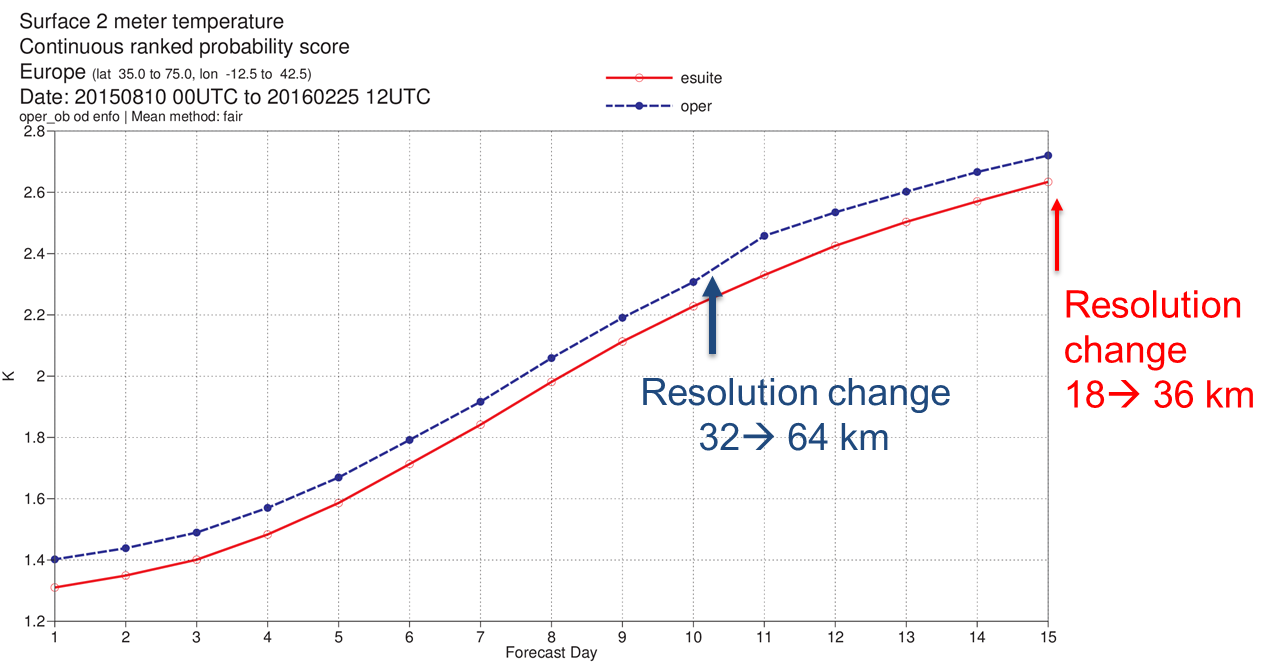 Surface 2 meter temperature
Continuous ranked probability score
Europe (lat 35.0 to 75.0, lon -12.5 to 42.5)
Date: 20150810 00UTC to 20160225 12UTC
oper_ob od enfo | Mean method: fair
esuite
oper
2.8
2.6
2.4
2.2
2
1.8
1.6
1.4
1.2
K
Resolution change
32→ 64 km
Resolution
change
18→ 36 km
1 2 3 4 5 6 7 8 9 10 11 12 13 14 15
Forecast Day